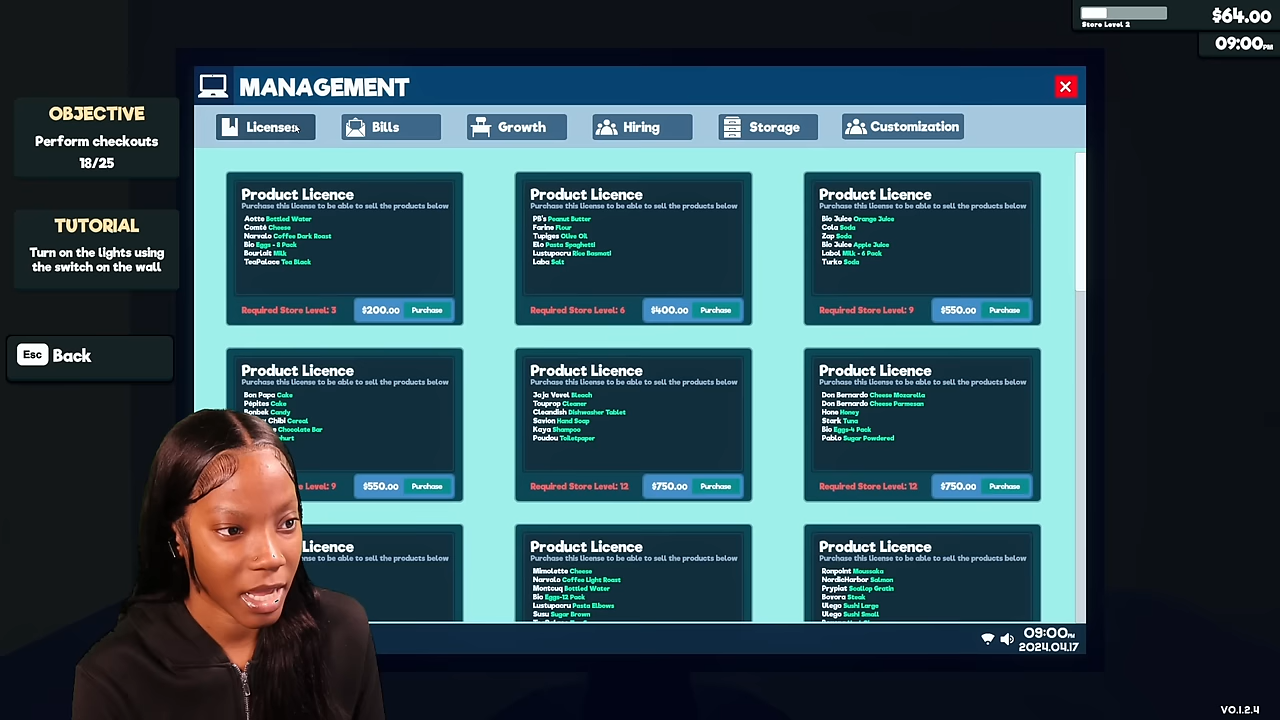 $64.00
Store Level 2
09:00PM
MANAGEMENT
OBJECTIVE
Perform checkouts
18/25
TUTORIAL
Turn on the lights using
the switch on the wall
Esc Back
Licenses
Bills
Growth
Hiring
Storage
Customization
Product Licence
Purchase this license to be able to sell the products below
Aotte Bottled Water
Comté Cheese
Narvalo Coffee Dark Roast
Bio Eggs - 8 Pack
Bourlait Milk
TeaPalace Tea Black
Required Store Level: 3
$200.00
Purchase
Product Licence
Purchase this license to be able to sell the products below
PB's Peanut Butter
Farino Flour
Tupiges Olive Oil
Elo Pasta Spaghetti
Lustupacru Rice Basmati
Laba Salt
Required Store Level: 6
$400.00
Purchase
Product Licence
Purchase this license to be able to sell the products below
Bio Juice Orange Juice
Cola Soda
Zap Soda
Bio Juice Apple Juice
Labol Milk - 6 Pack
Turko Soda
Required Store Level: 9
$550.00
Purchase
Product Licence
Purchase this license to be able to sell the products below
Bon Papa Cake
Pépites Cake
Bonbek Candy
Chibi Cereal
Chocolate Bar
le Level: 9
$550.00
Purchase
Product Licence
Purchase this license to be able to sell the products below
Jaja Vevel Bleach
Touprop Cleaner
Cleandish Dishwasher Tablet
Savion Hand Soap
Kaya Shampoo
Poudou Toiletpaper
Required Store Level: 12
$750.00
Purchase
Product Licence
Purchase this license to be able to sell the products below
Don Bernardo Cheese Mozarella
Don Bernardo Cheese Parmesan
Hone Honey
Stark Tuna
Bio Eggs-4 Pack
Pablo Sugar Powdered
Required Store Level: 12
$750.00
Purchase
Licence
se to be able to sell the products below
Product Licence
Purchase this license to be able to sell the products below
Mimolette Cheese
Narvalo Coffee Light Roast
Montouq Bottled Water
Bio Eggs-12 Pack
Lustupacru Pasta Elbows
Susu Sugar Brown
Product Licence
Purchase this license to be able to sell the products below
Ronpoint Moussaka
NordicHarbor Salmon
Prypiat Scallop Gratin
Bovora Steak
Ulego Sushi Large
Ulego Sushi Small
09:00PM
2024.04.17
V0.1.2.4